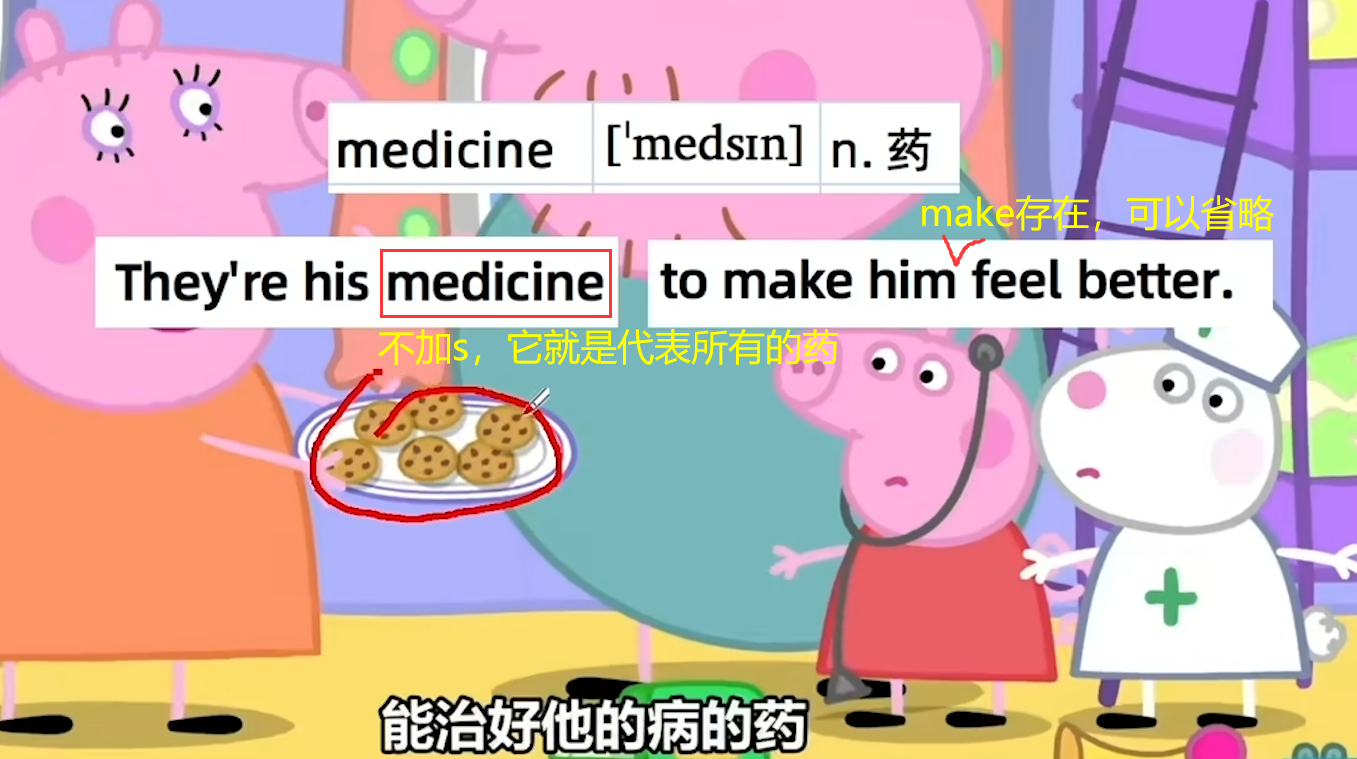 medicine ['medsɪn] n. 药
make存在，可以省略
They're his medicine to make him feel better.
不加s，它就是代表所有的药
能治好他的病的药